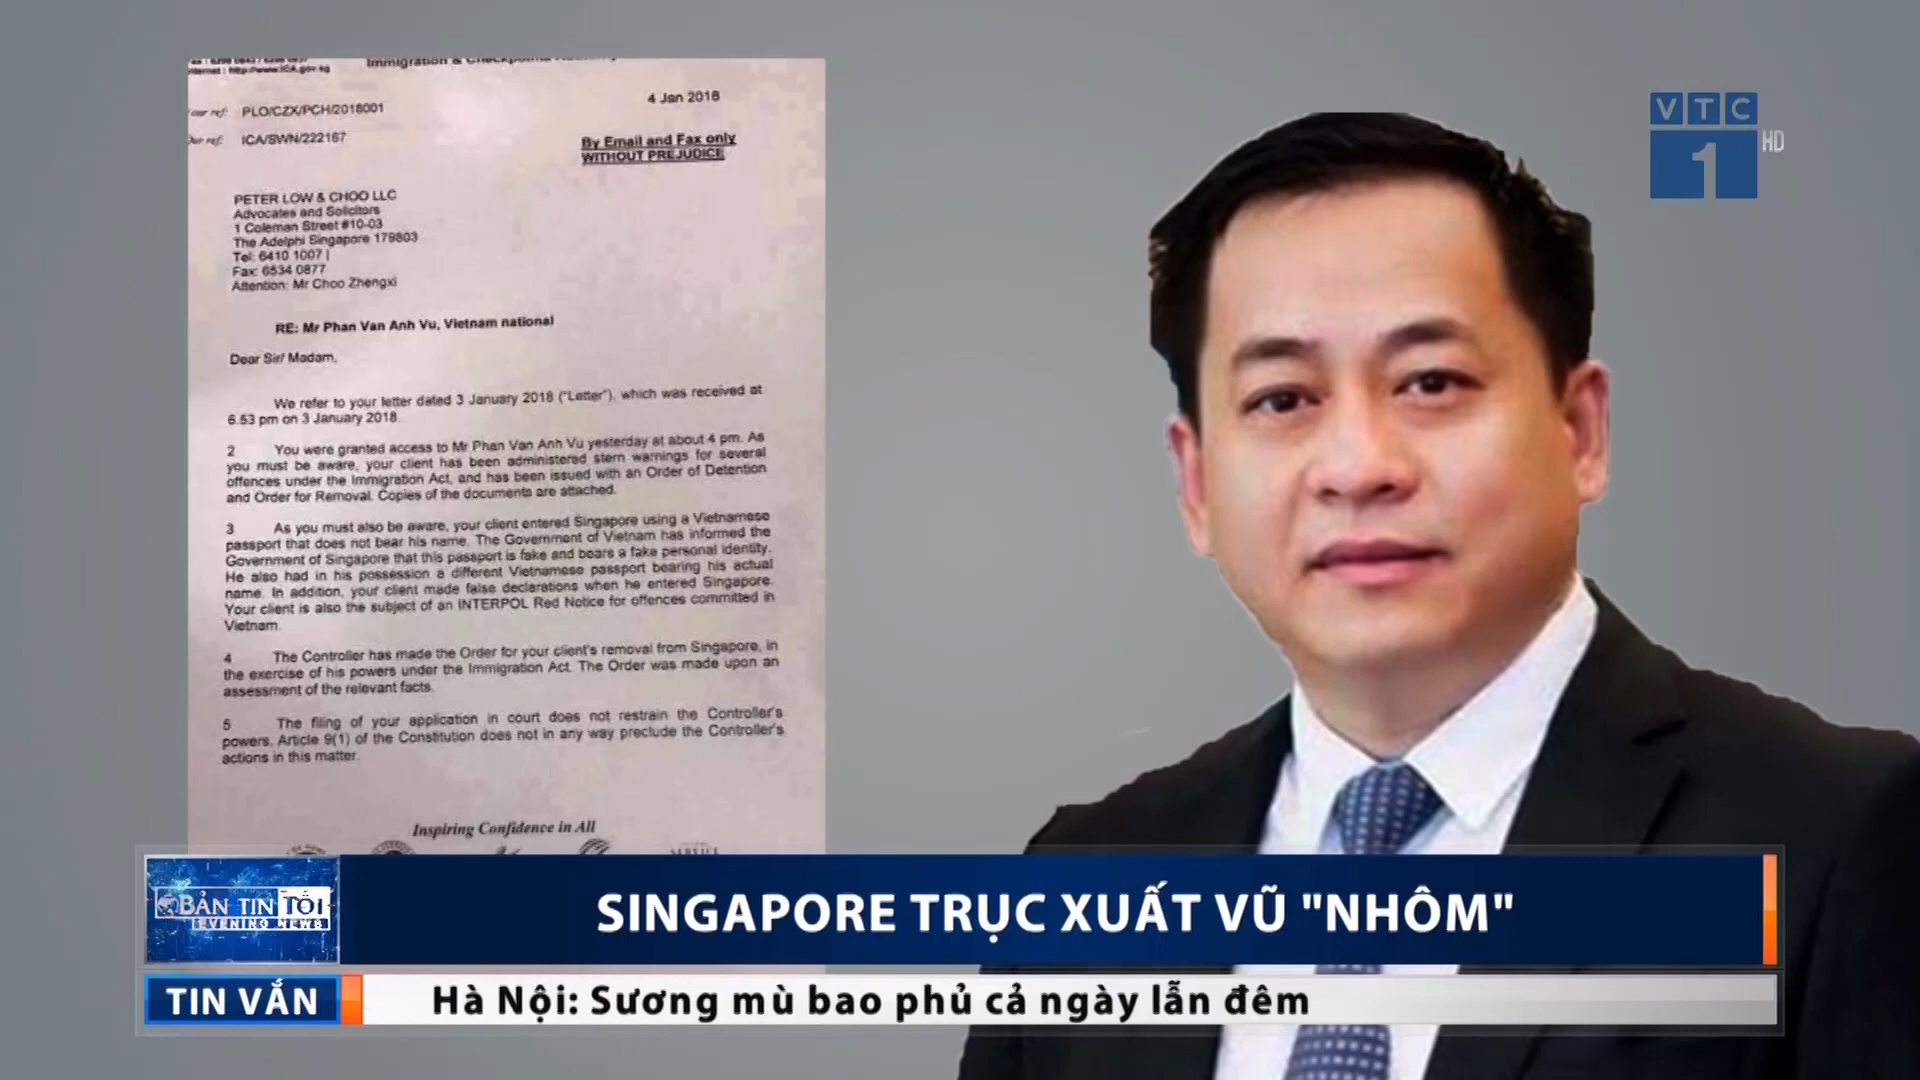 Immigration & Checkpoints
http://www.ICA.gov.sg
4 Jan 2018
our ref: PLO/CZX/PCH/2018001
Our ref: ICA/SWN/222167
By Email and Fax only
WITHOUT PREJUDICE
PETER LOW & CHOO LLC
Advocates and Solicitors
1 Coleman Street #10-03
The Adelphi Singapore 179803
Tel: 6410 1007 |
Fax: 6534 0877
Attention: Mr Choo Zhengxi
RE: Mr Phan Van Anh Vu, Vietnam national
Dear Sir/ Madam,
We refer to your letter dated 3 January 2018 ("Letter"), which was received at
6.53 pm on 3 January 2018.
2 You were granted access to Mr Phan Van Anh Vu yesterday at about 4 pm. As
you must be aware, your client has been administered stern warnings for several
offences under the Immigration Act, and has been issued with an Order of Detention
and Order for Removal. Copies of the documents are attached.
3 As you must also be aware, your client entered Singapore using a Vietnamese
passport that does not bear his name. The Government of Vietnam has informed the
Government of Singapore that this passport is fake and bears a fake personal identity.
He also had in his possession a different Vietnamese passport bearing his actual
name. In addition, your client made false declarations when he entered Singapore.
Your client is also the subject of an INTERPOL Red Notice for offences committed in
Vietnam.
4 The Controller has made the Order for your client's removal from Singapore, in
the exercise of his powers under the Immigration Act. The Order was made upon an
assessment of the relevant facts.
5 The filing of your application in court does not restrain the Controller's
powers. Article 9(1) of the Constitution does not in any way preclude the Controller's
actions in this matter.
Inspiring Confidence in All
SERVICE
VTC
1 HD
BẢN TIN TỐI
EVENING NEWS
SINGAPORE TRỤC XUẤT VŨ "NHÔM"
TIN VẮN
Hà Nội: Sương mù bao phủ cả ngày lẫn đêm